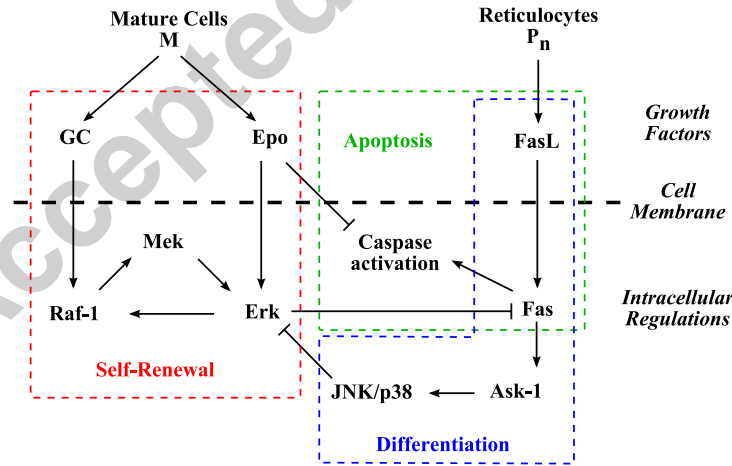 Mature Cells
M
Reticulocytes
Pn
GC
Epo
Apoptosis
FasL
Growth
Factors
Cell
Membrane
Mek
Caspase
activation
Raf-1
Erk
Fas
Intracellular
Regulations
Self-Renewal
JNK/p38
Ask-1
Differentiation
Accepted